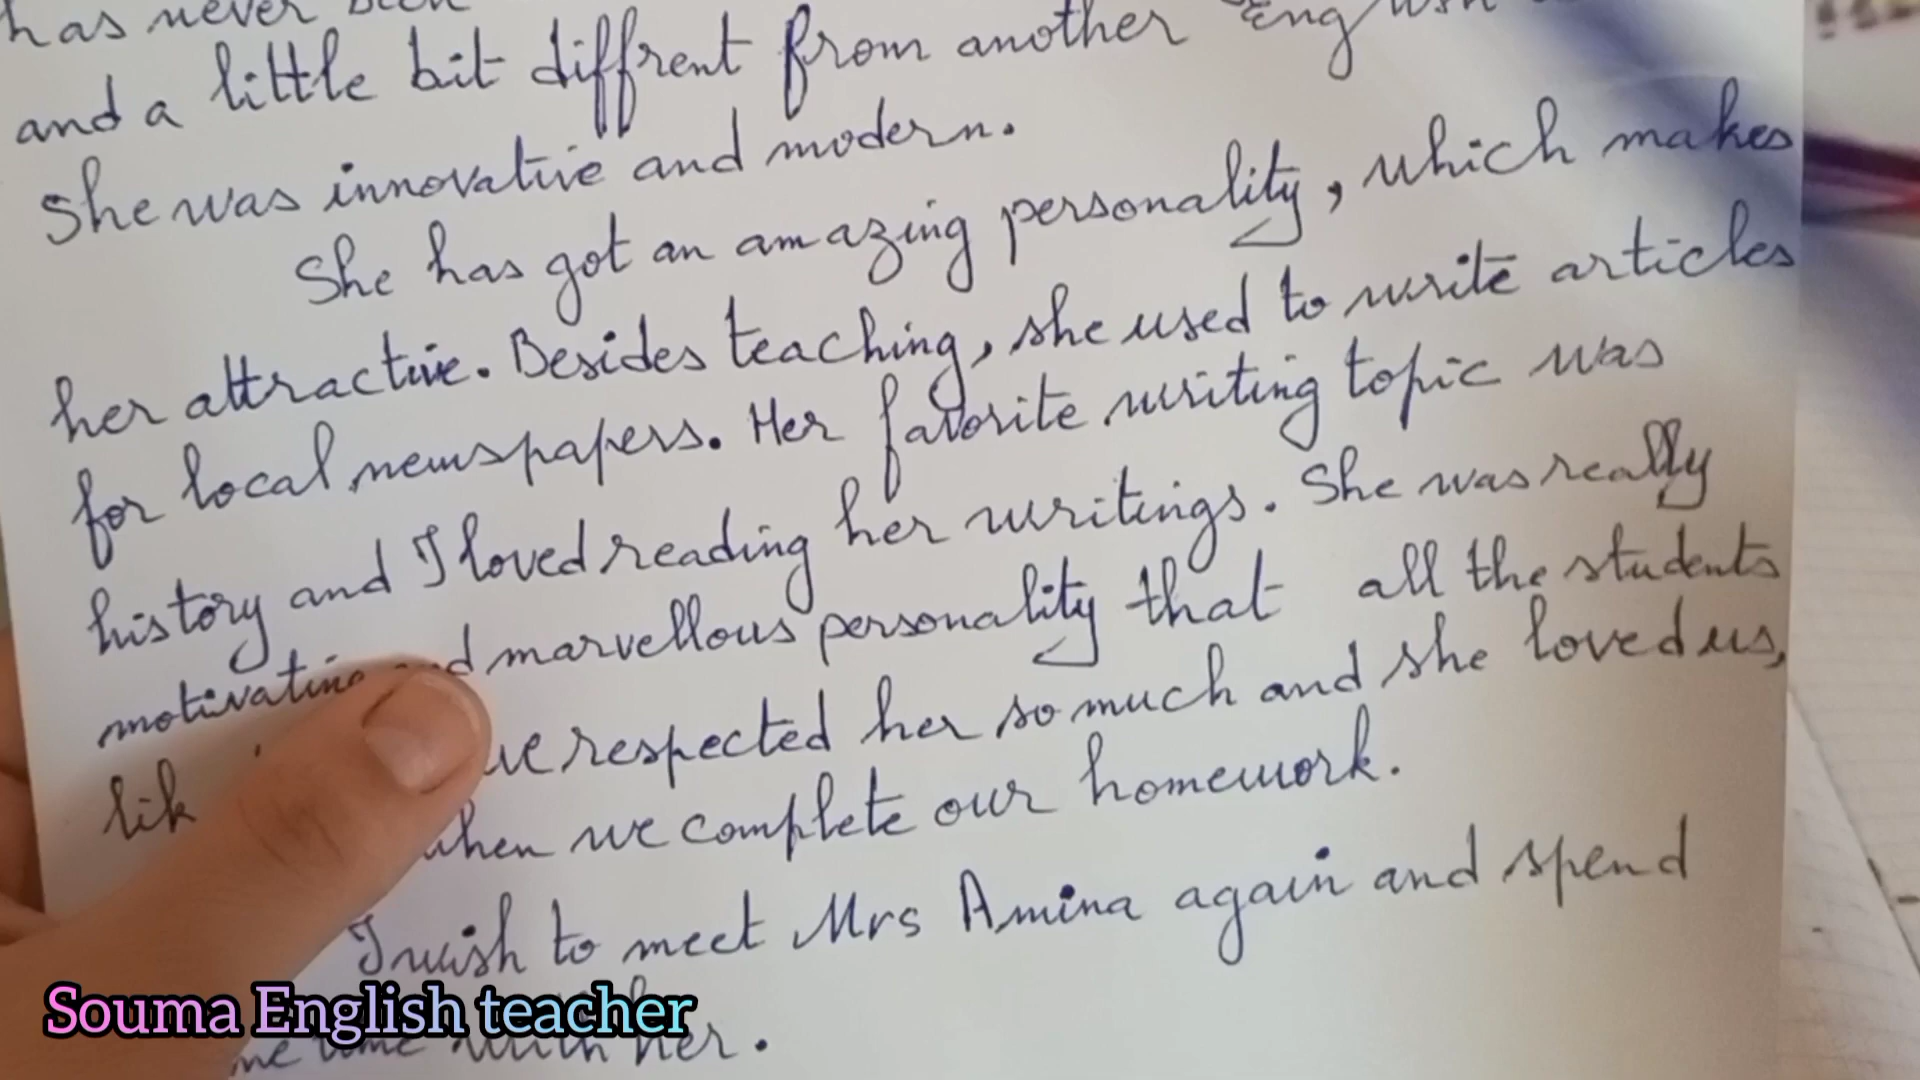 has never
and a little bit diffrent from another English
She was innovative and modern.
She has got an amazing personality, which makes
her attractive. Besides teaching, she used to write articles
for local newspapers. Her favorite writing topic was
history and I loved reading her writings. She was really
motivating and marvellous personality that all the students
we respected her so much and she loved us,
when we complete our homework.
I wish to meet Mrs Amina again and spend
time with her.
Souma English teacher